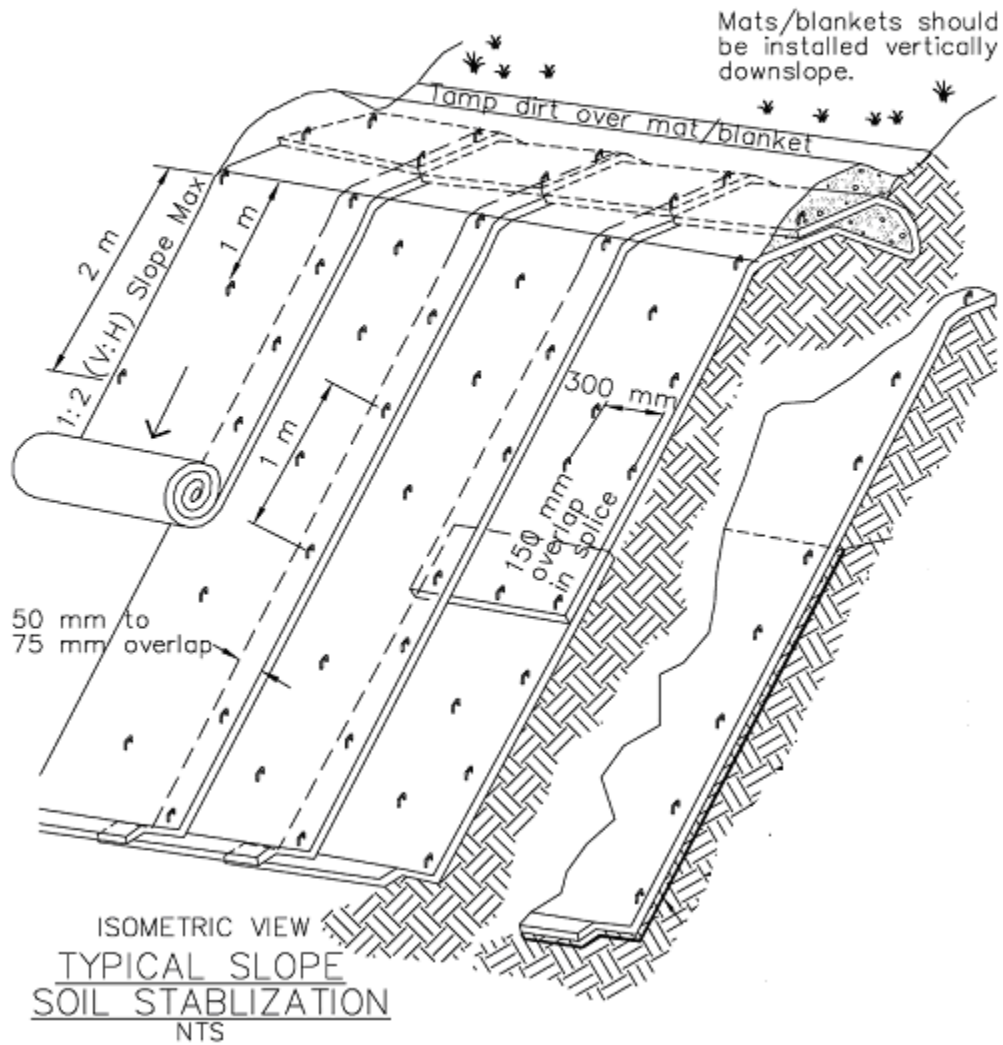 Mats/blankets should
be installed vertically
downslope.
Tamp dirt over mat/blanket
2 m
1:2 (V:H) Slope Max
1 m
300 mm
1 m
150 mm
overlap
in splice
50 mm to
75 mm overlap
ISOMETRIC VIEW
TYPICAL SLOPE
SOIL STABLIZATION
NTS